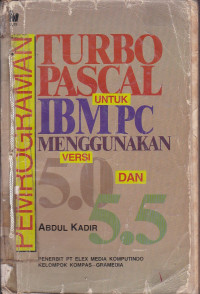 PEMROGRAMAN
TURBO
PASCAL
UNTUK
IBM PC
MENGGUNAKAN
VERSI
5.0
DAN
5.5
ABDUL KADIR
PENERBIT PT ELEX MEDIA KOMPUTINDO
KELOMPOK KOMPAS-GRAMEDIA